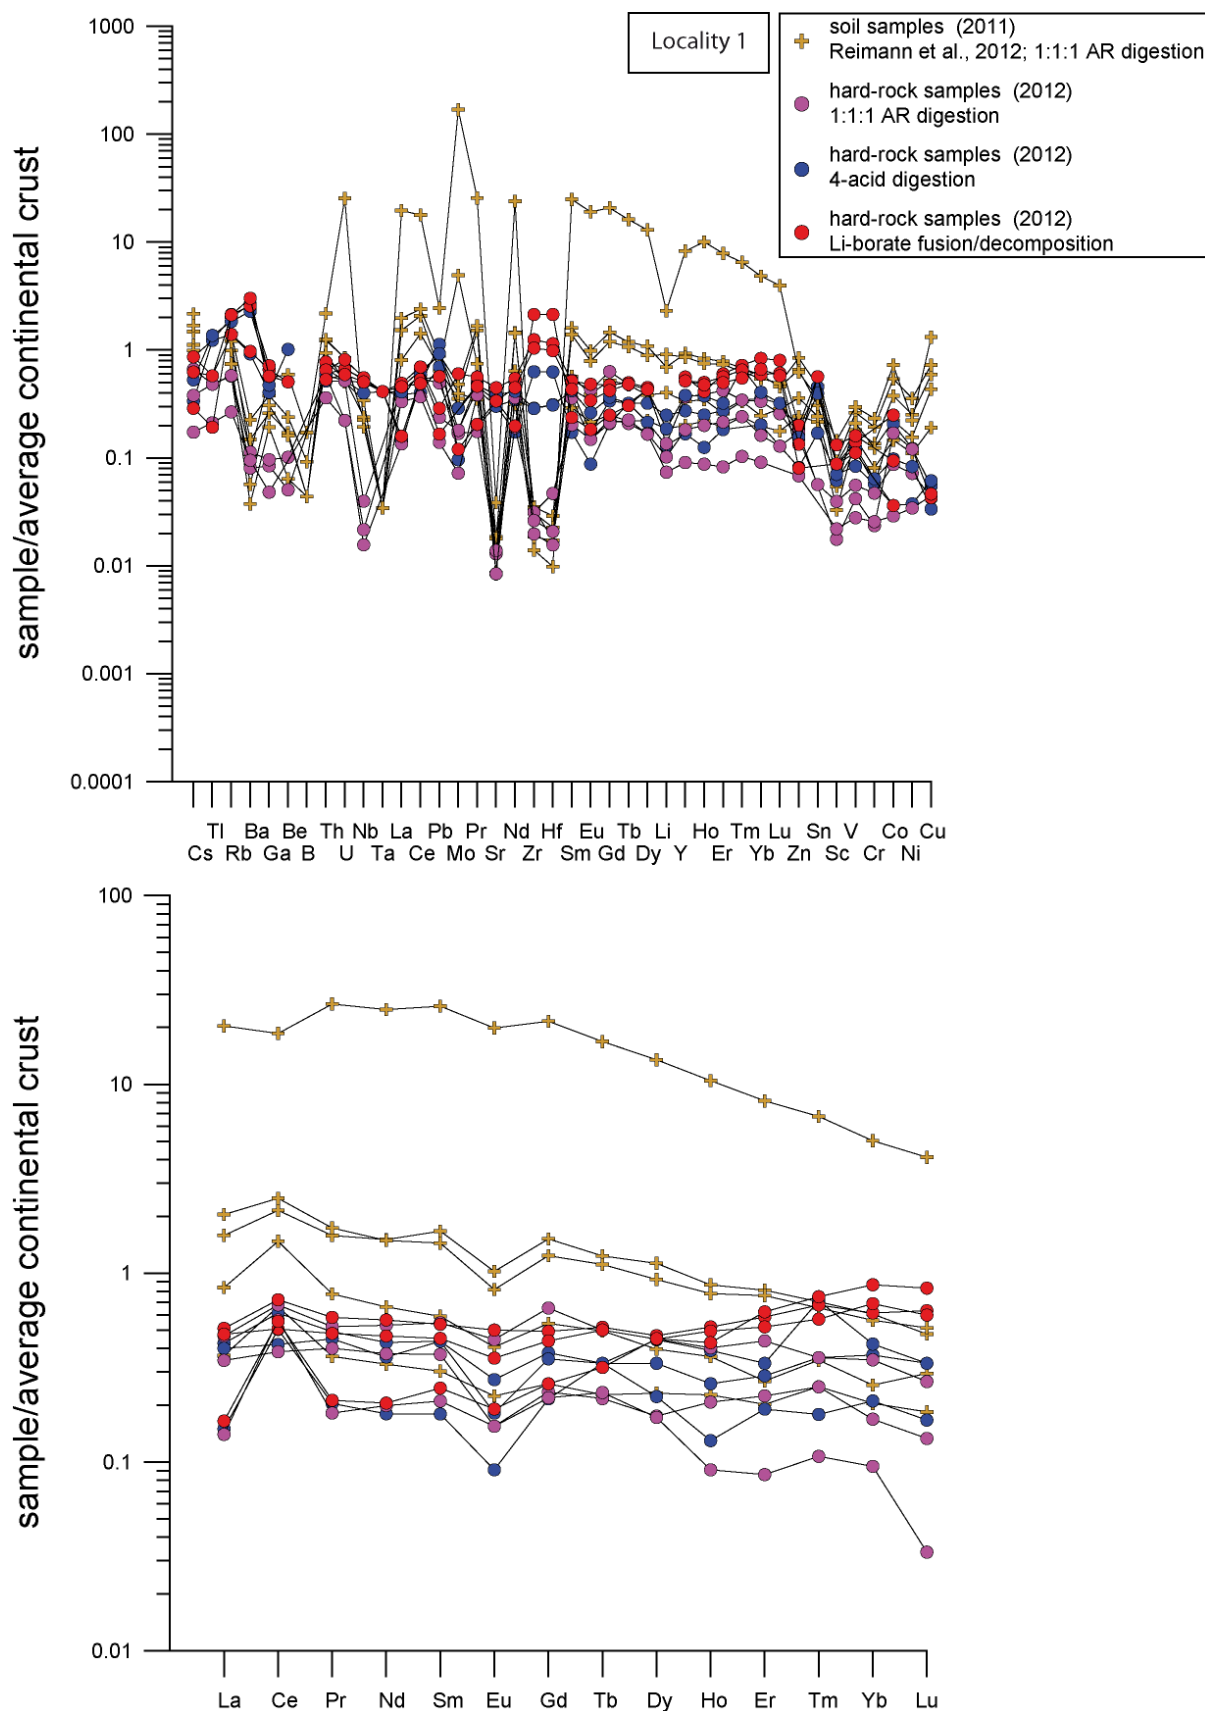 1000
100
10
1
0.1
0.01
0.001
0.0001
sample/average continental crust
Locality 1
soil samples (2011)
Reimann et al., 2012; 1:1:1 AR digestion
hard-rock samples (2012)
1:1:1 AR digestion
hard-rock samples (2012)
4-acid digestion
hard-rock samples (2012)
Li-borate fusion/decomposition
Tl Ba Be Th Nb La Pb Pr Nd Hf Eu Tb Li Ho Tm Lu Sn V Co Cu
Cs Rb Ga B U Ta Ce Mo Sr Zr Sm Gd Dy Y Er Yb Zn Sc Cr Ni
100
10
1
0.1
0.01
sample/average continental crust
La Ce Pr Nd Sm Eu Gd Tb Dy Ho Er Tm Yb Lu